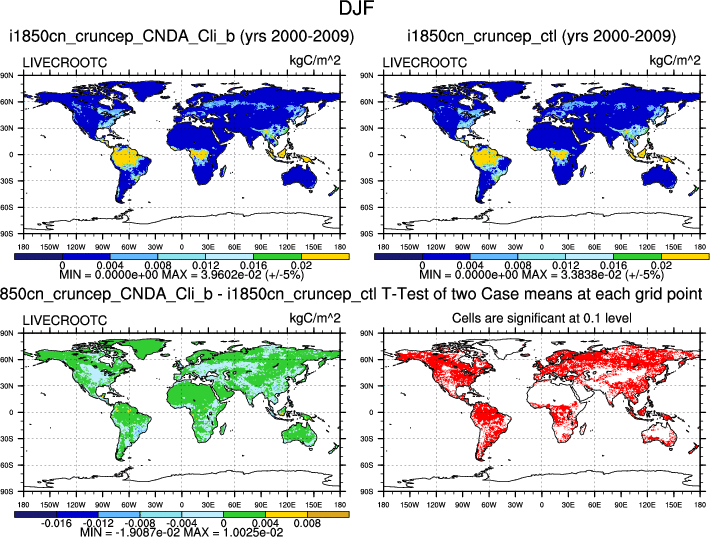 DJF
i1850cn_cruncep_CNDA_Cli_b (yrs 2000-2009)
i1850cn_cruncep_ctl (yrs 2000-2009)
LIVECROOTC kgC/m^2
LIVECROOTC kgC/m^2
90N
60N
30N
0
30S
60S
90S
180 150W 120W 90W 60W 30W 0 30E 60E 90E 120E 150E 180
0 0.004 0.008 0.012 0.016 0.02
MIN = 0.0000e+00 MAX = 3.9602e-02 (+/-5%)
90N
60N
30N
0
30S
60S
90S
180 150W 120W 90W 60W 30W 0 30E 60E 90E 120E 150E 180
0 0.004 0.008 0.012 0.016 0.02
MIN = 0.0000e+00 MAX = 3.3838e-02 (+/-5%)
850cn_cruncep_CNDA_Cli_b - i1850cn_cruncep_ctl T-Test of two Case means at each grid point
LIVECROOTC kgC/m^2
Cells are significant at 0.1 level
90N
60N
30N
0
30S
60S
90S
180 150W 120W 90W 60W 30W 0 30E 60E 90E 120E 150E 180
-0.016 -0.012 -0.008 -0.004 0 0.004 0.008
MIN = -1.9087e-02 MAX = 1.0025e-02
90N
60N
30N
0
30S
60S
90S
180 150W 120W 90W 60W 30W 0 30E 60E 90E 120E 150E 180